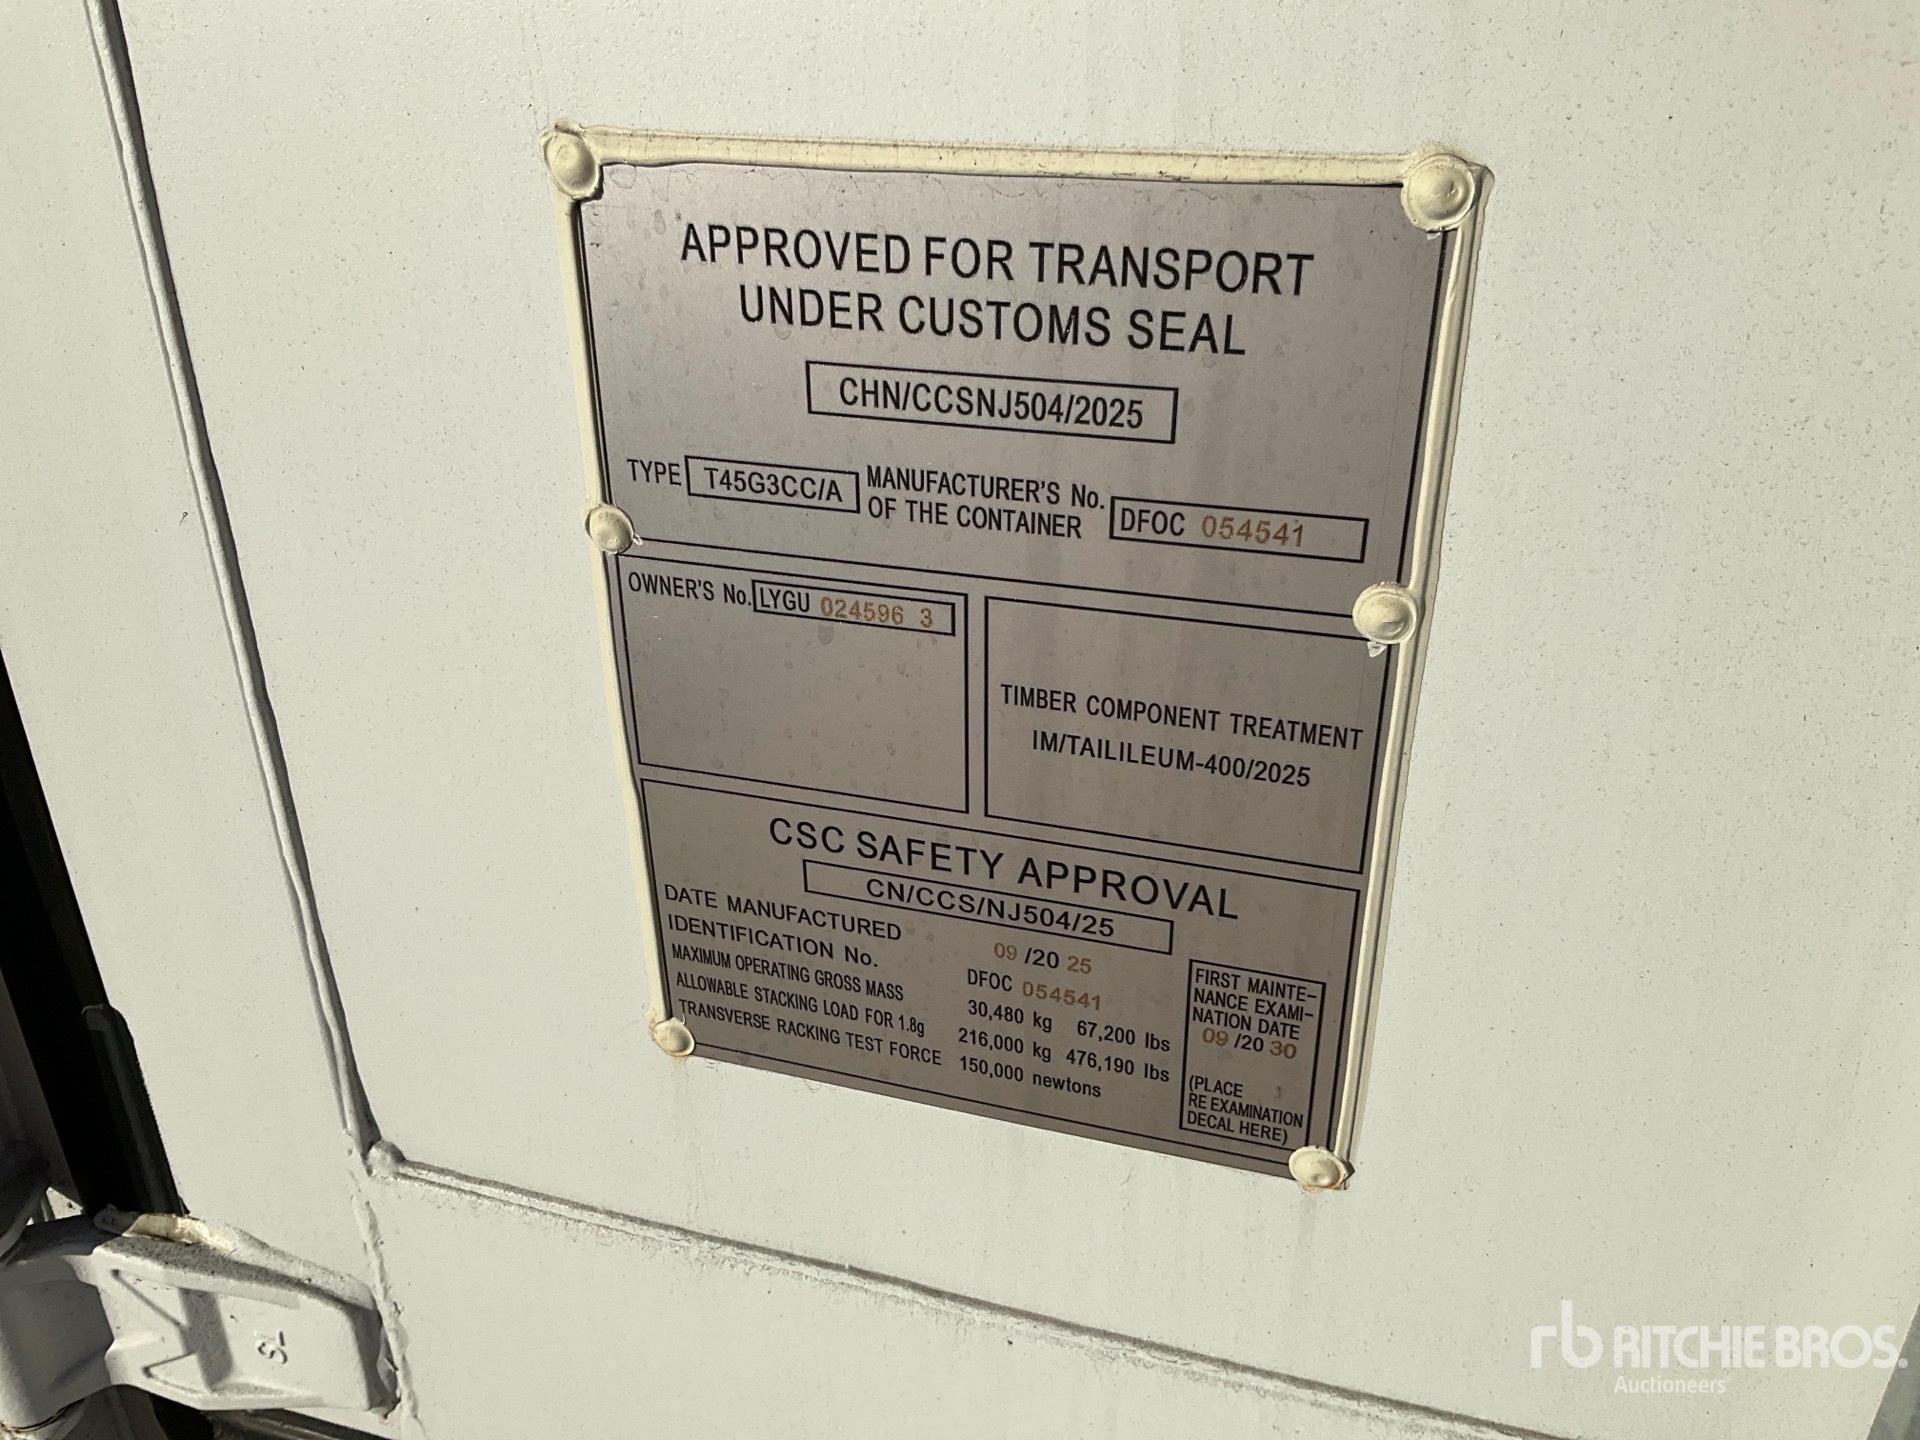 APPROVED FOR TRANSPORT
UNDER CUSTOMS SEAL
CHN/CCSNJ504/2025
TYPE T45G3CC/A MANUFACTURER'S No. OF THE CONTAINER DFOC 054541
OWNER'S No. LYGU 024596 3
TIMBER COMPONENT TREATMENT
IM/TAILILEUM-400/2025
CSC SAFETY APPROVAL
CN/CCS/NJ504/25
DATE MANUFACTURED 09 /20 25
IDENTIFICATION No. DFOC 054541
MAXIMUM OPERATING GROSS MASS 30,480 kg 67,200 lbs
ALLOWABLE STACKING LOAD FOR 1.8g 216,000 kg 476,190 lbs
TRANSVERSE RACKING TEST FORCE 150,000 newtons
FIRST MAINTE-
NANCE EXAMI-
NATION DATE
09 /20 30
(PLACE
RE EXAMINATION
DECAL HERE)
SL
rb RITCHIE BROS.
Auctioneers